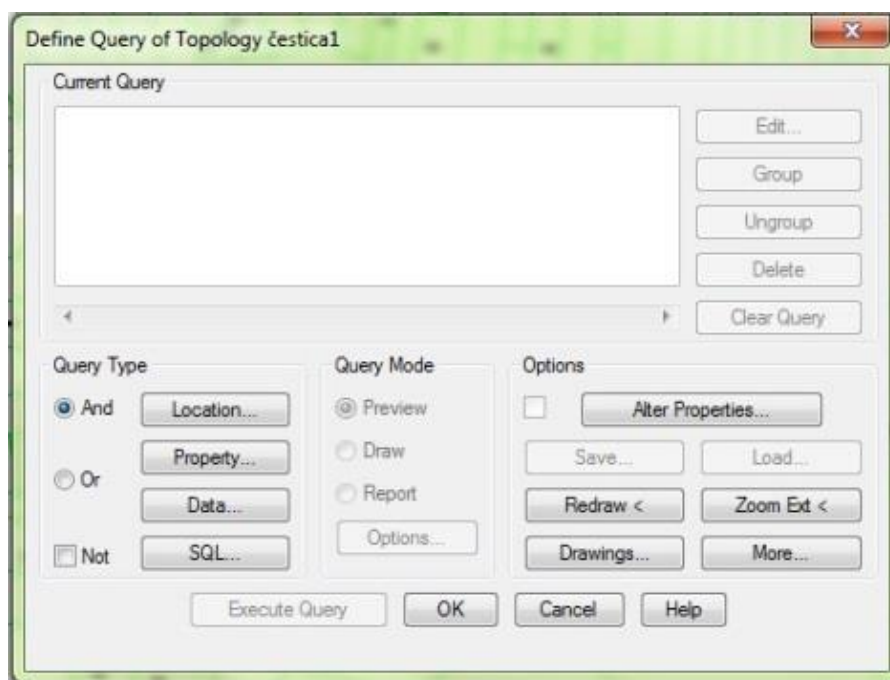 Define Query of Topology čestica1
Current Query
Edit...
Group
Ungroup
Delete
Clear Query
Query Type
And
Location...
Property...
Or
Data...
Not
SQL...
Query Mode
Preview
Draw
Report
Options...
Options
Alter Properties...
Save... Load...
Redraw < Zoom Ext <
Drawings... More...
Execute Query OK Cancel Help